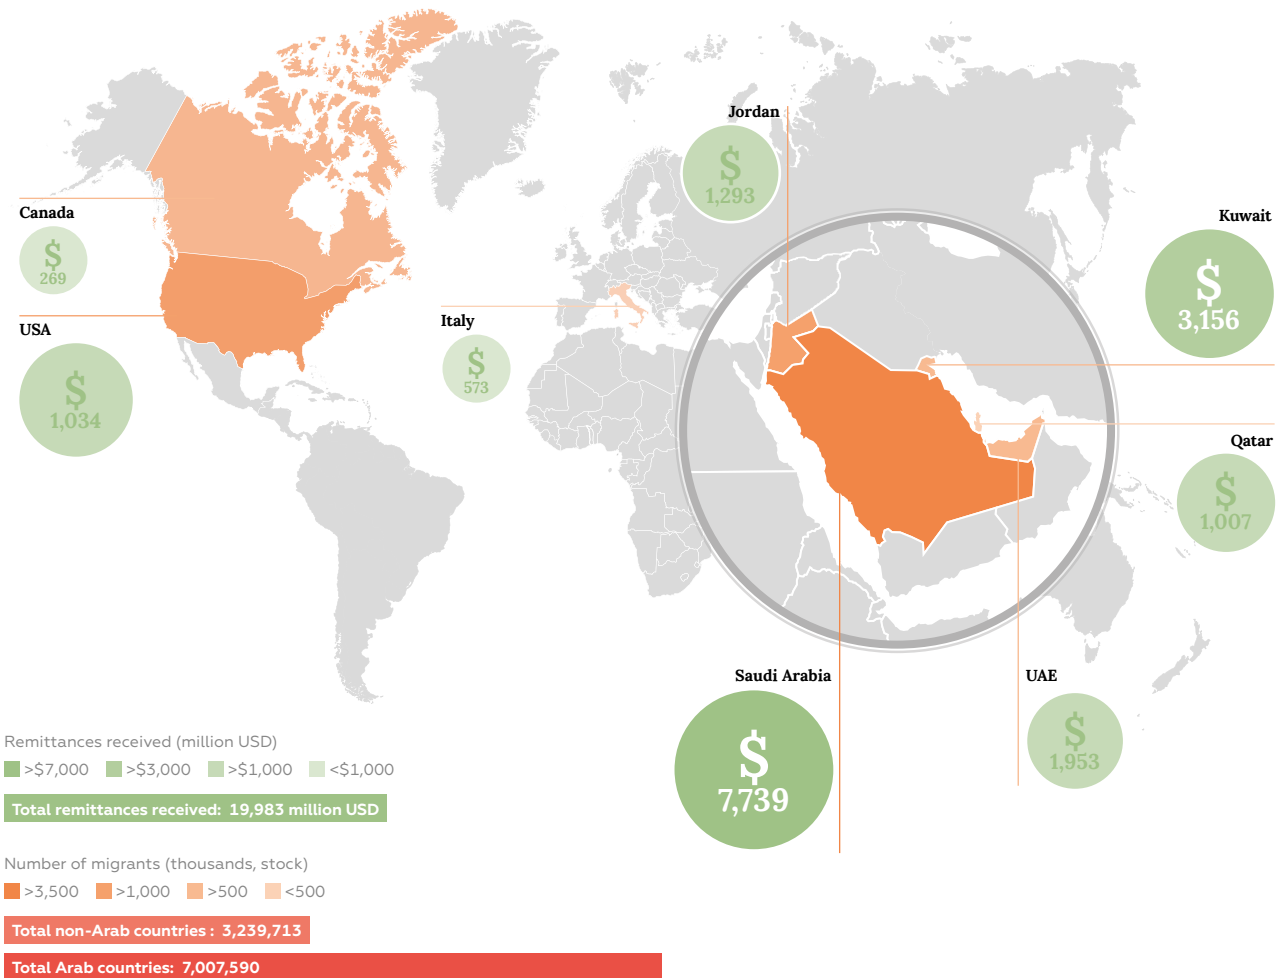 Jordan
$
1,293
Canada
$
269
USA
$
1,034
Italy
$
573
Kuwait
$
3,156
Qatar
$
1,007
Saudi Arabia
$
7,739
UAE
$
1,953
Remittances received (million USD)
>$7,000 >$3,000 >$1,000 <$1,000
Total remittances received: 19,983 million USD
Number of migrants (thousands, stock)
>3,500 >1,000 >500 <500
Total non-Arab countries : 3,239,713
Total Arab countries: 7,007,590